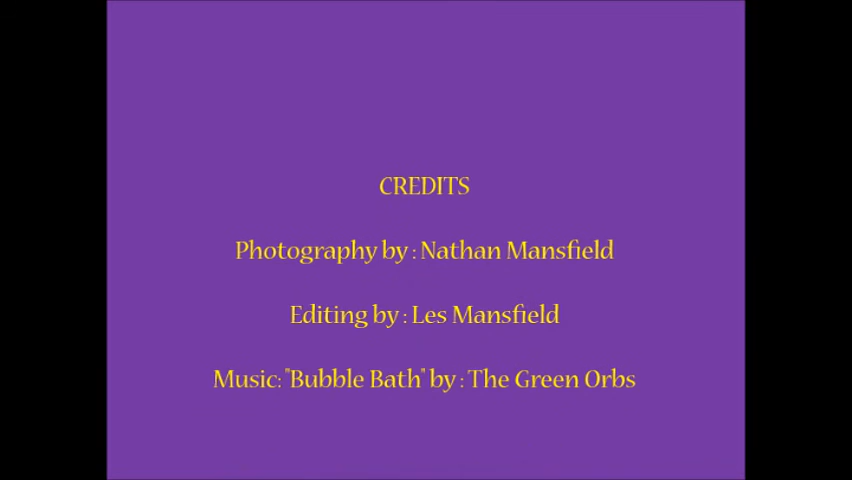 CREDITS
Photography by : Nathan Mansfield
Editing by : Les Mansfield
Music: "Bubble Bath" by : The Green Orbs